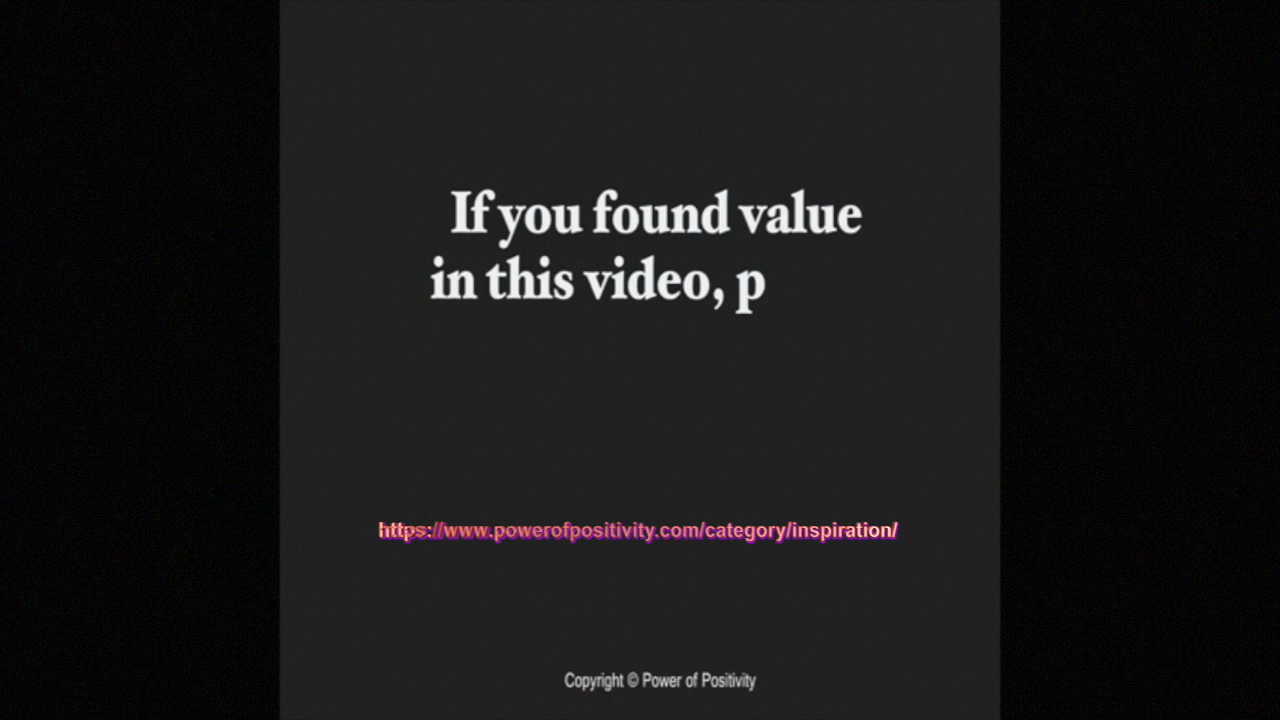 If you found value
in this video, p
https://www.powerofpositivity.com/category/inspiration/
Copyright © Power of Positivity